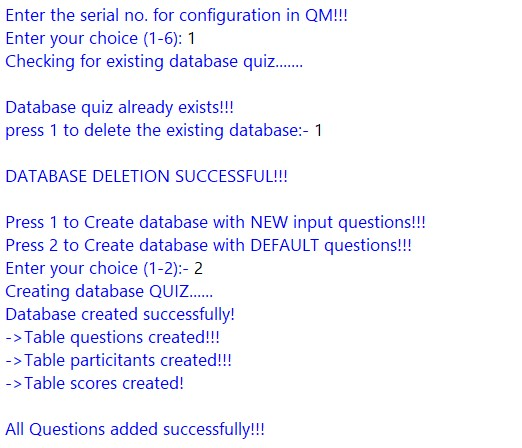 Enter the serial no. for configuration in QM!!!
Enter your choice (1-6): 1
Checking for existing database quiz.......
Database quiz already exists!!!
press 1 to delete the existing database:- 1
DATABASE DELETION SUCCESSFUL!!!
Press 1 to Create database with NEW input questions!!!
Press 2 to Create database with DEFAULT questions!!!
Enter your choice (1-2):- 2
Creating database QUIZ......
Database created successfully!
->Table questions created!!!
->Table particitants created!!!
->Table scores created!
All Questions added successfully!!!